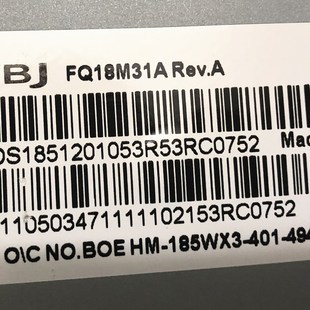 BJ FQ18M31A Rev.A
DS1851201053R53RC0752 Mad
1105034711111102153RC0752
O\C NO.BOE HM-185WX3-401-494